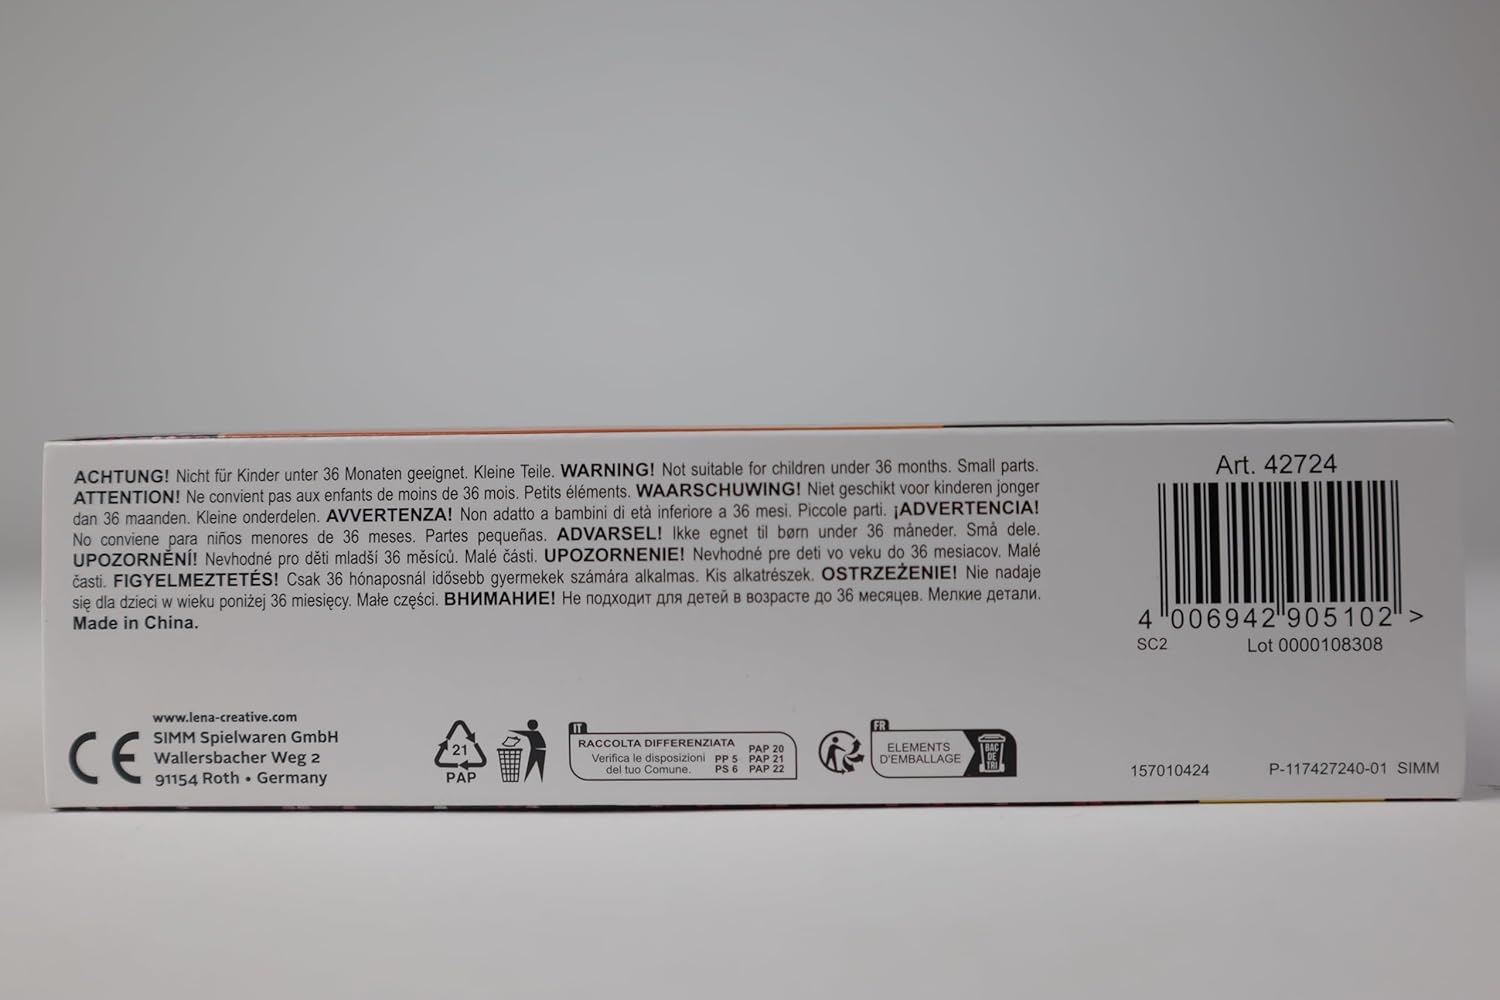 ACHTUNG! Nicht für Kinder unter 36 Monaten geeignet. Kleine Teile. WARNING! Not suitable for children under 36 months. Small parts.
ATTENTION! Ne convient pas aux enfants de moins de 36 mois. Petits éléments. WAARSCHUWING! Niet geschikt voor kinderen jonger
dan 36 maanden. Kleine onderdelen. AVVERTENZA! Non adatto a bambini di età inferiore a 36 mesi. Piccole parti. ¡ADVERTENCIA!
No conviene para niños menores de 36 meses. Partes pequeñas. ADVARSEL! Ikke egnet til børn under 36 måneder. Små dele.
UPOZORNĚNÍ! Nevhodné pro děti mladší 36 měsíců. Malé části. UPOZORNENIE! Nevhodné pre deti vo veku do 36 mesiacov. Malé
časti. FIGYELMEZTETÉS! Csak 36 hónaposnál idősebb gyermekek számára alkalmas. Kis alkatrészek. OSTRZEŻENIE! Nie nadaje
się dla dzieci w wieku poniżej 36 miesięcy. Małe części. ВНИМАНИЕ! Не подходит для детей в возрасте до 36 месяцев. Мелкие детали.
Made in China.
Art. 42724
4 006942 905102 >
SC2 Lot 0000108308
CE
www.lena-creative.com
SIMM Spielwaren GmbH
Wallersbacher Weg 2
91154 Roth • Germany
21
PAP
IT
RACCOLTA DIFFERENZIATA
Verifica le disposizioni
del tuo Comune.
PP 5
PS 6
PAP 20
PAP 21
PAP 22
FR
ELEMENTS
D'EMBALLAGE
BAC
DE
TRI
157010424
P-117427240-01 SIMM